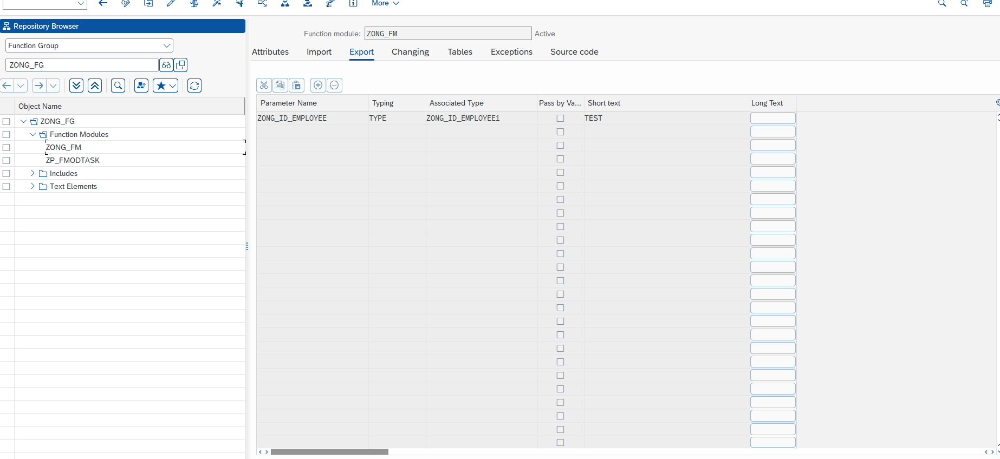 More
Repository Browser
Function Group
ZONG_FG
Object Name
ZONG_FG
Function Modules
ZONG_FM
ZP_FMODTASK
Includes
Text Elements
Function module: ZONG_FM Active
Attributes Import Export Changing Tables Exceptions Source code
Parameter Name Typing Associated Type Pass by Va... Short text Long Text
ZONG_ID_EMPLOYEE TYPE ZONG_ID_EMPLOYEE1 TEST